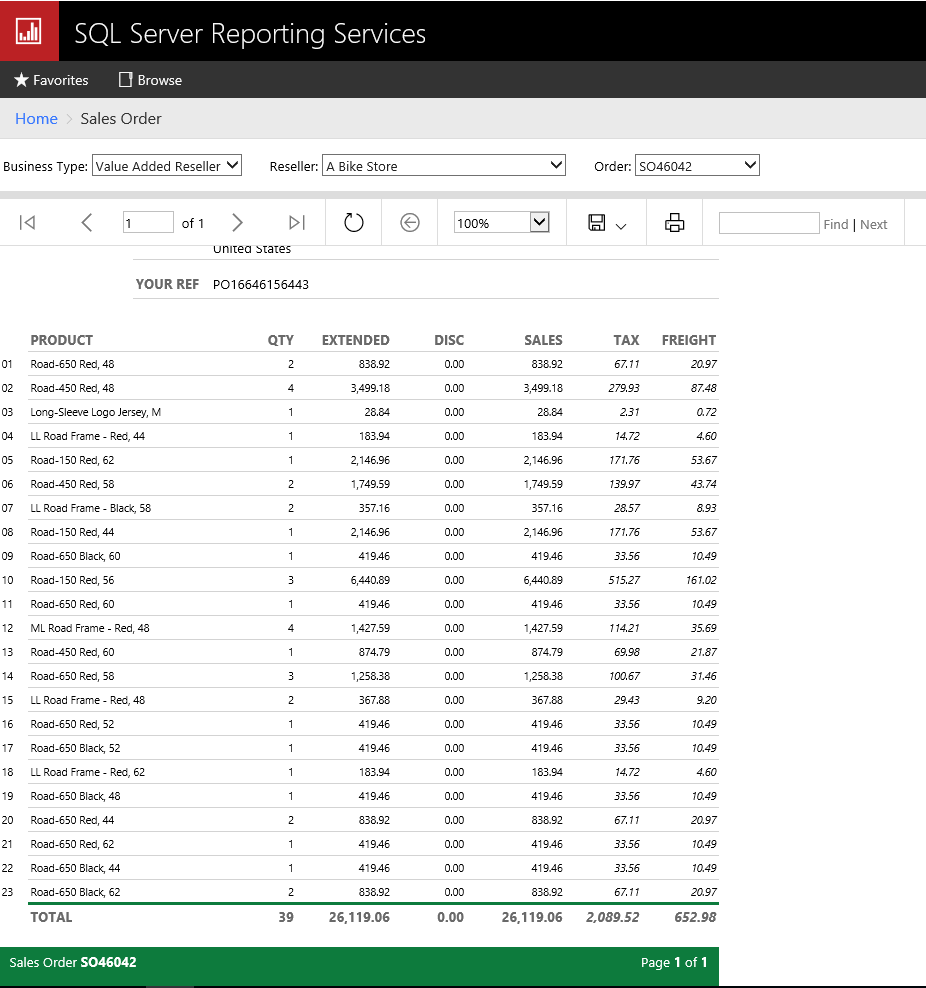 SQL Server Reporting Services
Favorites Browse
Home > Sales Order
Business Type: Value Added Reseller Reseller: A Bike Store Order: SO46042
1 of 1 100% Find | Next
United States
YOUR REF PO16646156443
PRODUCT QTY EXTENDED DISC SALES TAX FREIGHT
01 Road-650 Red, 48 2 838.92 0.00 838.92 67.11 20.97
02 Road-450 Red, 48 4 3,499.18 0.00 3,499.18 279.93 87.48
03 Long-Sleeve Logo Jersey, M 1 28.84 0.00 28.84 2.31 0.72
04 LL Road Frame - Red, 44 1 183.94 0.00 183.94 14.72 4.60
05 Road-150 Red, 62 1 2,146.96 0.00 2,146.96 171.76 53.67
06 Road-450 Red, 58 2 1,749.59 0.00 1,749.59 139.97 43.74
07 LL Road Frame - Black, 58 2 357.16 0.00 357.16 28.57 8.93
08 Road-150 Red, 44 1 2,146.96 0.00 2,146.96 171.76 53.67
09 Road-650 Black, 60 1 419.46 0.00 419.46 33.56 10.49
10 Road-150 Red, 56 3 6,440.89 0.00 6,440.89 515.27 161.02
11 Road-650 Red, 60 1 419.46 0.00 419.46 33.56 10.49
12 ML Road Frame - Red, 48 4 1,427.59 0.00 1,427.59 114.21 35.69
13 Road-450 Red, 60 1 874.79 0.00 874.79 69.98 21.87
14 Road-650 Red, 58 3 1,258.38 0.00 1,258.38 100.67 31.46
15 LL Road Frame - Red, 48 2 367.88 0.00 367.88 29.43 9.20
16 Road-650 Red, 52 1 419.46 0.00 419.46 33.56 10.49
17 Road-650 Black, 52 1 419.46 0.00 419.46 33.56 10.49
18 LL Road Frame - Red, 62 1 183.94 0.00 183.94 14.72 4.60
19 Road-650 Black, 48 1 419.46 0.00 419.46 33.56 10.49
20 Road-650 Red, 44 2 838.92 0.00 838.92 67.11 20.97
21 Road-650 Red, 62 1 419.46 0.00 419.46 33.56 10.49
22 Road-650 Black, 44 1 419.46 0.00 419.46 33.56 10.49
23 Road-650 Black, 62 2 838.92 0.00 838.92 67.11 20.97
TOTAL 39 26,119.06 0.00 26,119.06 2,089.52 652.98
Sales Order SO46042 Page 1 of 1